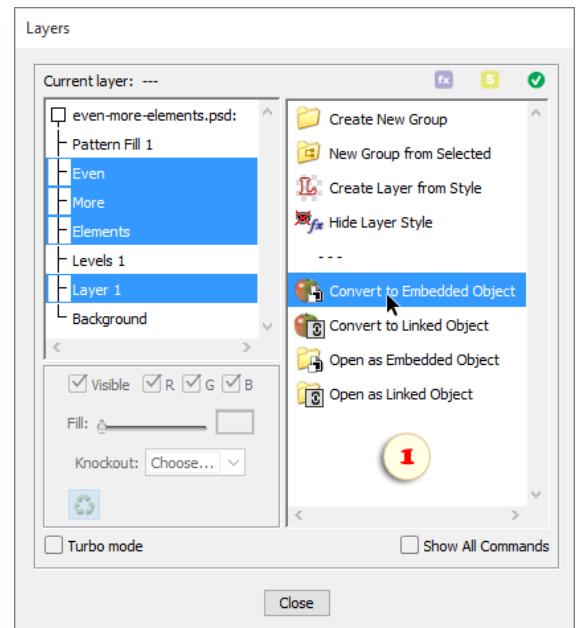 Layers
Current layer: ---
fx S
even-more-elements.psd:
Pattern Fill 1
Even
More
Elements
Levels 1
Layer 1
Background
Create New Group
New Group from Selected
Create Layer from Style
Hide Layer Style
---
Convert to Embedded Object
Convert to Linked Object
Open as Embedded Object
Open as Linked Object
1
Visible R G B
Fill:
Knockout: Choose...
Turbo mode
Show All Commands
Close